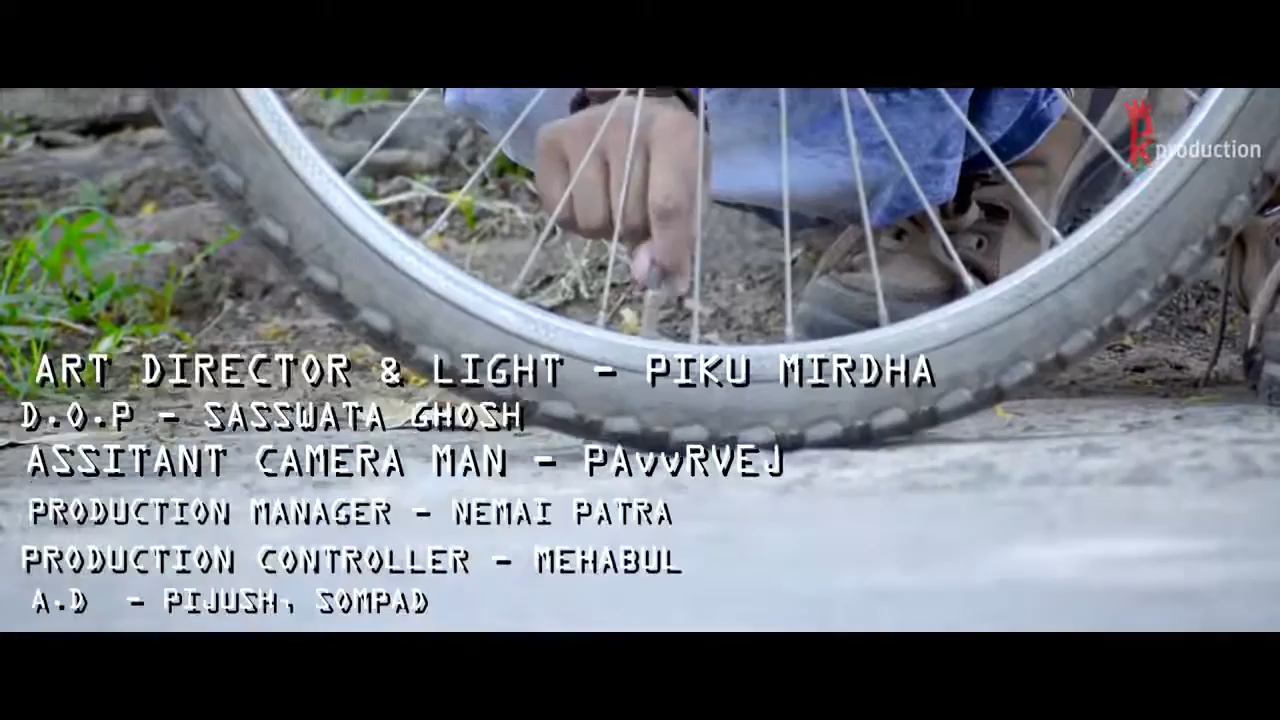 PK production
ART DIRECTOR & LIGHT - PIKU MIRDHA
D.O.P - SASSWATA GHOSH
ASSITANT CAMERA MAN - PAvvRVEJ
PRODUCTION MANAGER - NEMAI PATRA
PRODUCTION CONTROLLER - MEHABUL
A.D - PIJUSH, SOMPAD